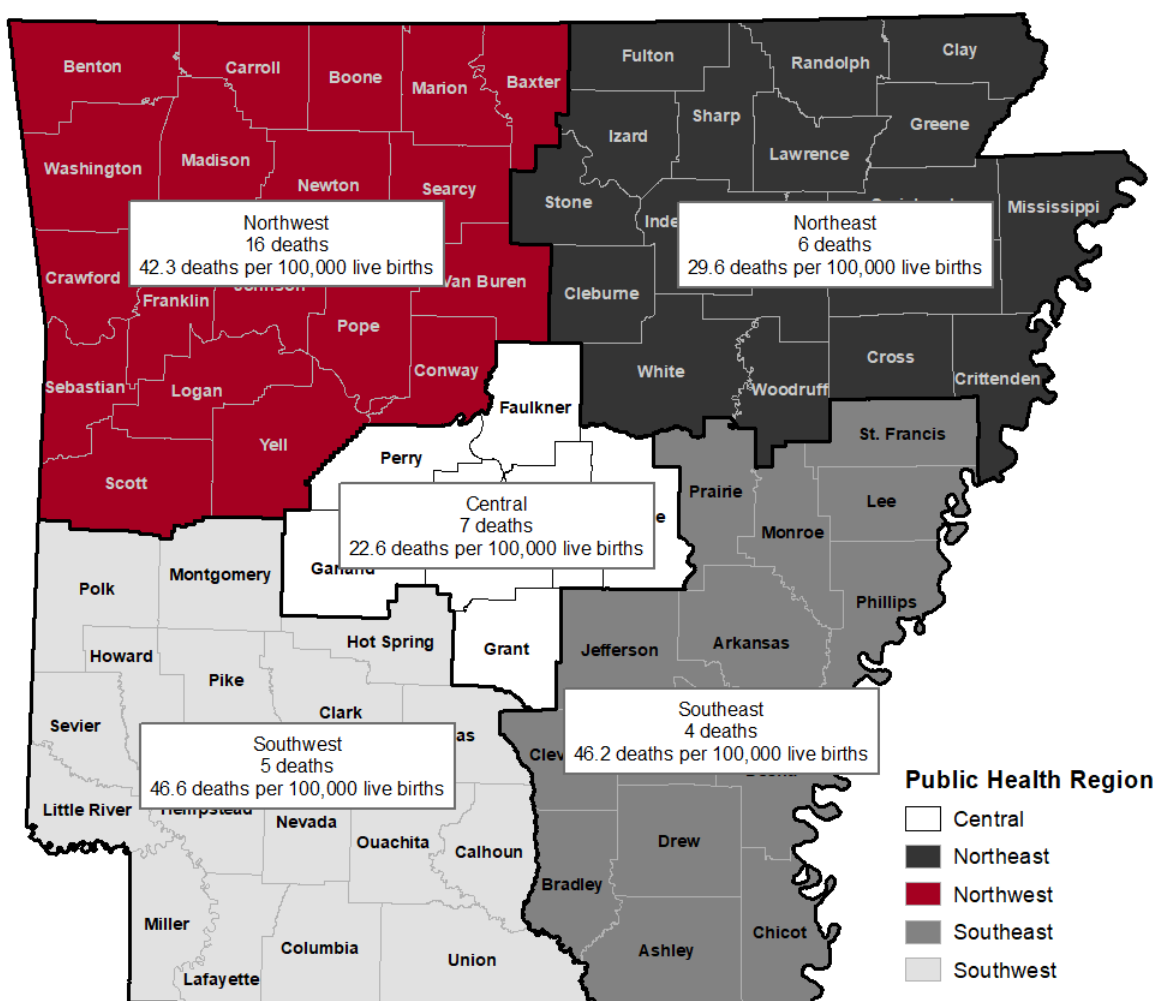 Benton
Carroll
Boone
Marion
Baxter
Fulton
Randolph
Clay
Washington
Madison
Newton
Searcy
Izard
Sharp
Lawrence
Greene
Stone
Mississippi
Northwest
16 deaths
42.3 deaths per 100,000 live births
Northeast
6 deaths
29.6 deaths per 100,000 live births
Crawford
Franklin
Van Buren
Cleburne
Pope
Sebastian
Logan
Conway
White
Woodruff
Cross
Crittenden
Faulkner
Yell
Scott
Perry
St. Francis
Prairie
Lee
Monroe
Central
7 deaths
22.6 deaths per 100,000 live births
Garland
Polk
Montgomery
Phillips
Howard
Hot Spring
Grant
Jefferson
Arkansas
Pike
Sevier
Clark
Southeast
4 deaths
46.2 deaths per 100,000 live births
Southwest
5 deaths
46.6 deaths per 100,000 live births
Little River
Hempstead
Nevada
Ouachita
Calhoun
Drew
Bradley
Miller
Lafayette
Columbia
Union
Ashley
Chicot
Public Health Region
Central
Northeast
Northwest
Southeast
Southwest